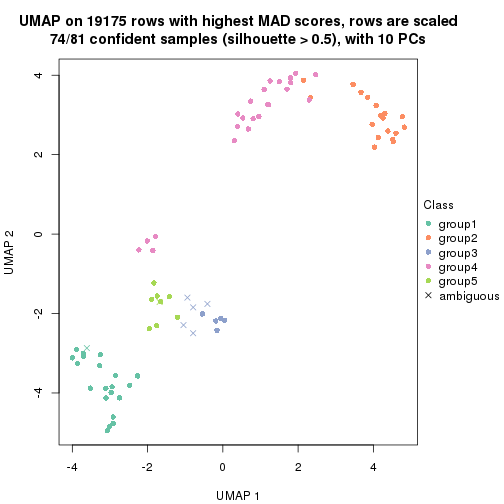 UMAP on 19175 rows with highest MAD scores, rows are scaled
74/81 confident samples (silhouette > 0.5), with 10 PCs
UMAP 2
4
2
0
-2
-4
-4
-2
0
2
4
UMAP 1
Class
group1
group2
group3
group4
group5
ambiguous